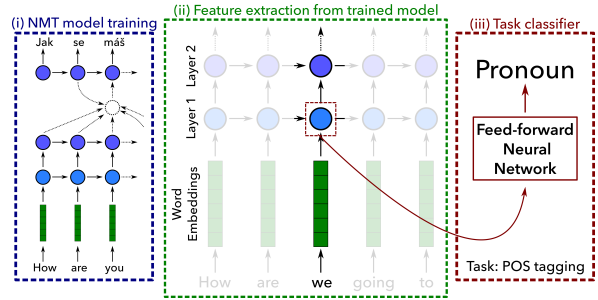 (i) NMT model training
Jak se máš
How are you
(ii) Feature extraction from trained model
Layer 2
Layer 1
Word
Embeddings
How are we going to
(iii) Task classifier
Pronoun
Feed-forward
Neural
Network
Task: POS tagging